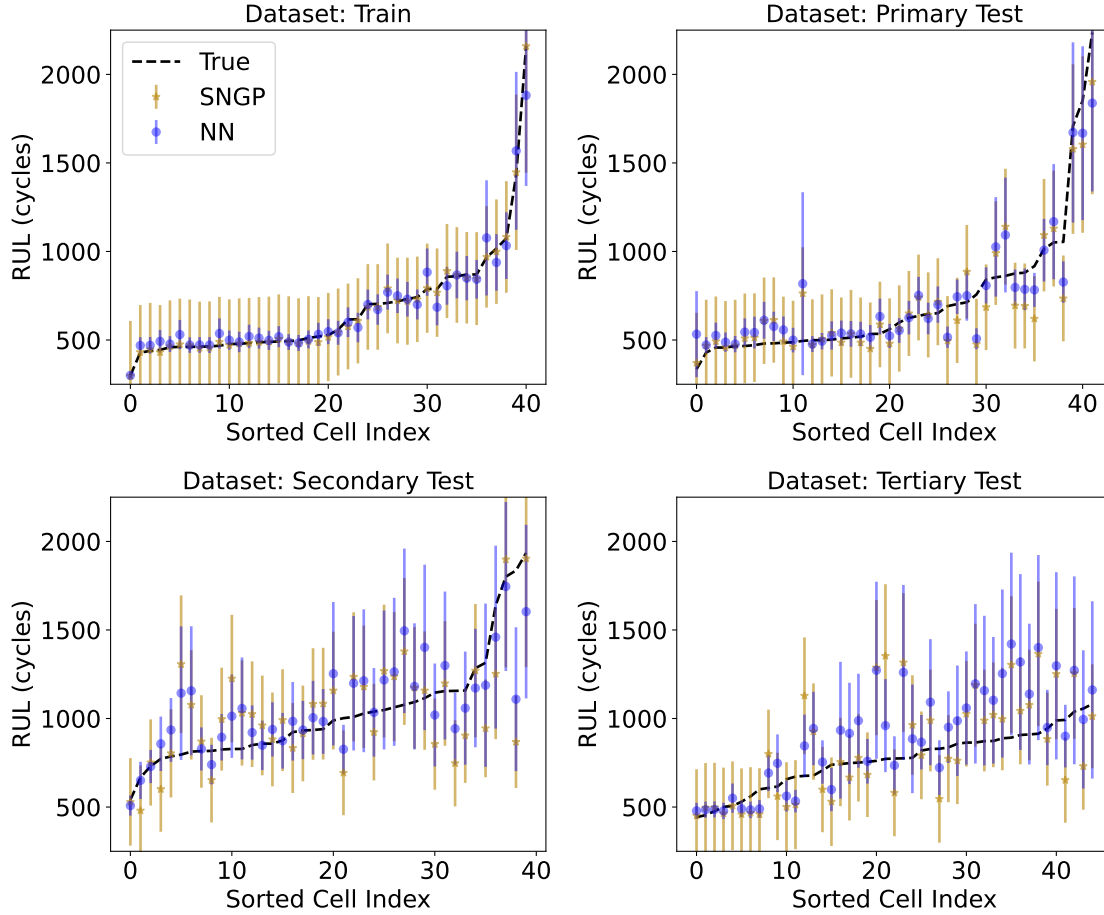 Dataset: Train
2000
1500
1000
500
RUL (cycles)
True
SNGP
NN
0 10 20 30 40
Sorted Cell Index
Dataset: Primary Test
2000
1500
1000
500
RUL (cycles)
0 10 20 30 40
Sorted Cell Index
Dataset: Secondary Test
2000
1500
1000
500
RUL (cycles)
0 10 20 30 40
Sorted Cell Index
Dataset: Tertiary Test
2000
1500
1000
500
RUL (cycles)
0 10 20 30 40
Sorted Cell Index